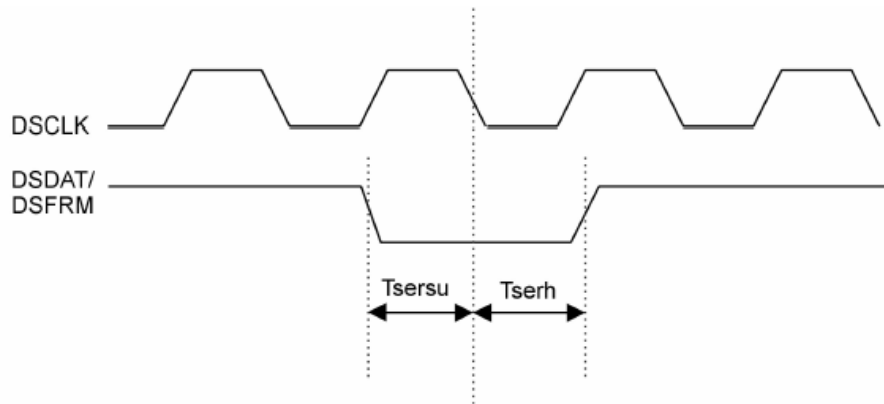 DSCLK
DSDAT/
DSFRM
Tsersu
Tserh